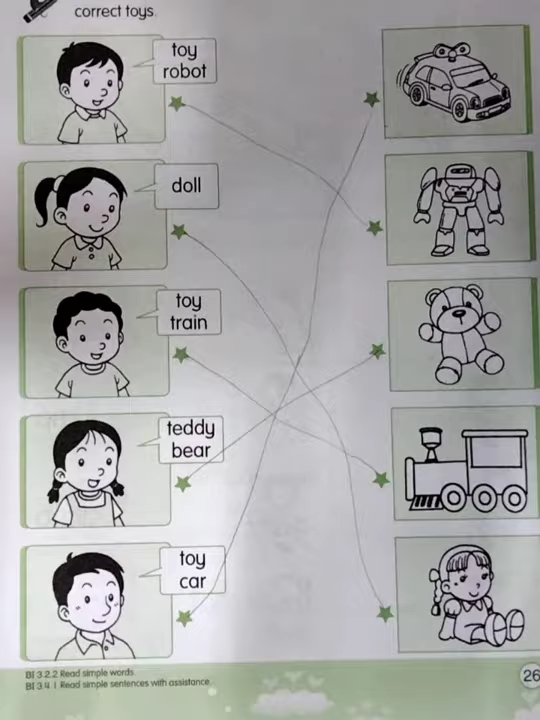 correct toys.
toy
robot
doll
toy
train
teddy
bear
toy
car
BI 3.2.2 Read simple words.
BI 3.4.1 Read simple sentences with assistance.
26